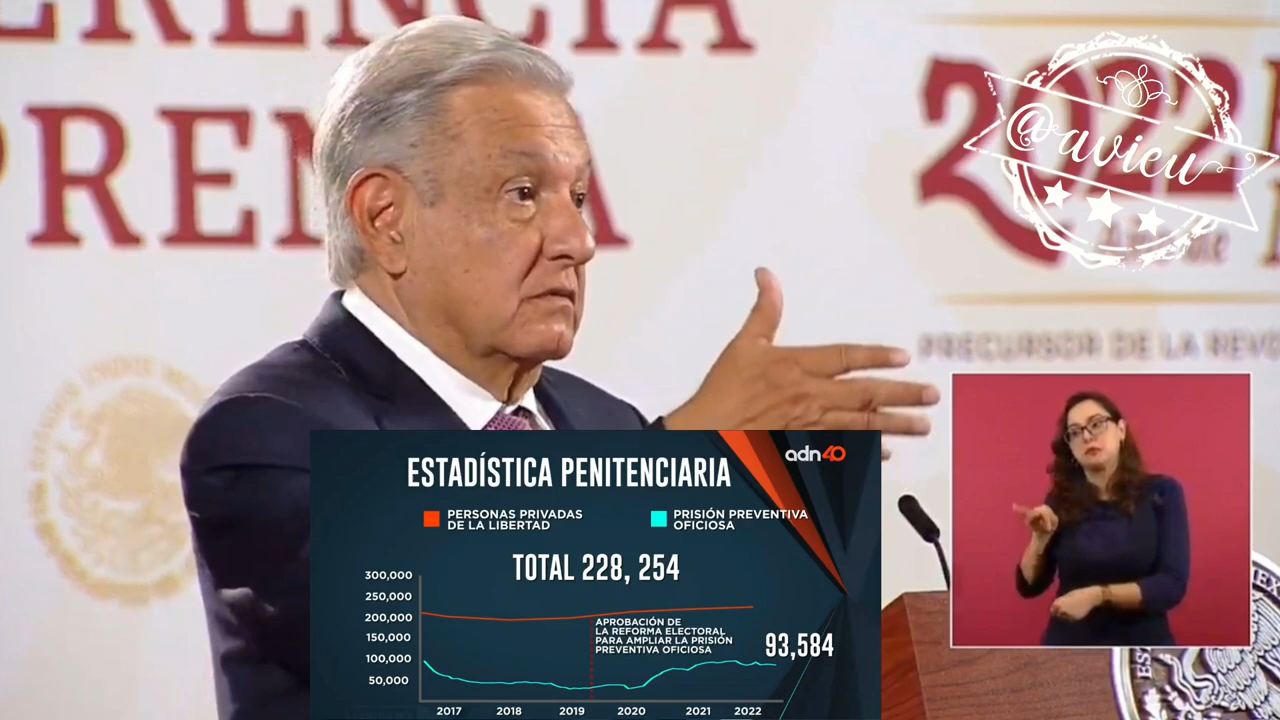 ERENCIA
PRENSA
2022
@avieu
PRECURSOR DE LA REVO
adn40
ESTADÍSTICA PENITENCIARIA
PERSONAS PRIVADAS
DE LA LIBERTAD
PRISIÓN PREVENTIVA
OFICIOSA
TOTAL 228, 254
300,000
250,000
200,000
150,000
100,000
50,000
APROBACIÓN DE
LA REFORMA ELECTORAL
PARA AMPLIAR LA PRISIÓN
PREVENTIVA OFICIOSA
93,584
2017
2018
2019
2020
2021
2022